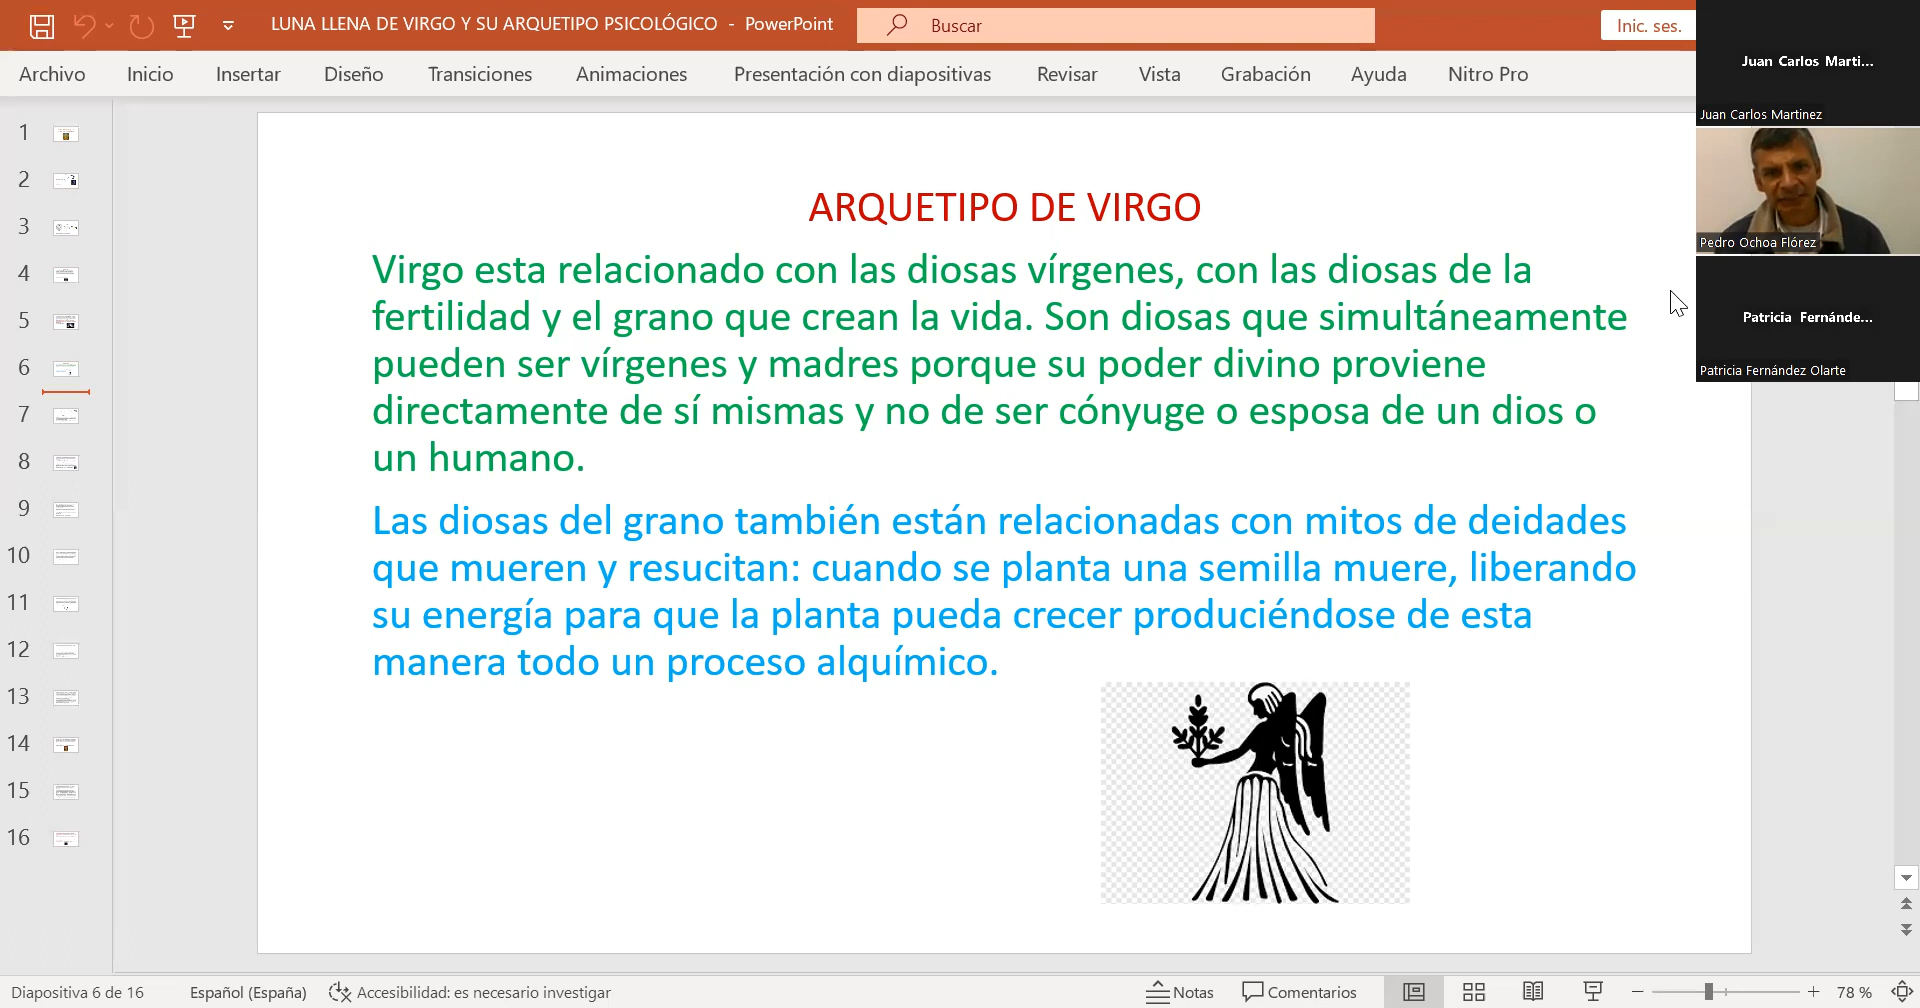 LUNA LLENA DE VIRGO Y SU ARQUETIPO PSICOLÓGICO - PowerPoint
Buscar
Inic. ses.
Archivo Inicio Insertar Diseño Transiciones Animaciones Presentación con diapositivas Revisar Vista Grabación Ayuda Nitro Pro
Juan Carlos Marti...
Juan Carlos Martinez
Pedro Ochoa Flórez
Patricia Fernánde...
Patricia Fernández Olarte
1
2
3
4
5
6
7
8
9
10
11
12
13
14
15
16
ARQUETIPO DE VIRGO
Virgo esta relacionado con las diosas vírgenes, con las diosas de la
fertilidad y el grano que crean la vida. Son diosas que simultáneamente
pueden ser vírgenes y madres porque su poder divino proviene
directamente de sí mismas y no de ser cónyuge o esposa de un dios o
un humano.
Las diosas del grano también están relacionadas con mitos de deidades
que mueren y resucitan: cuando se planta una semilla muere, liberando
su energía para que la planta pueda crecer produciéndose de esta
manera todo un proceso alquímico.
Diapositiva 6 de 16 Español (España) Accesibilidad: es necesario investigar Notas Comentarios 78 %